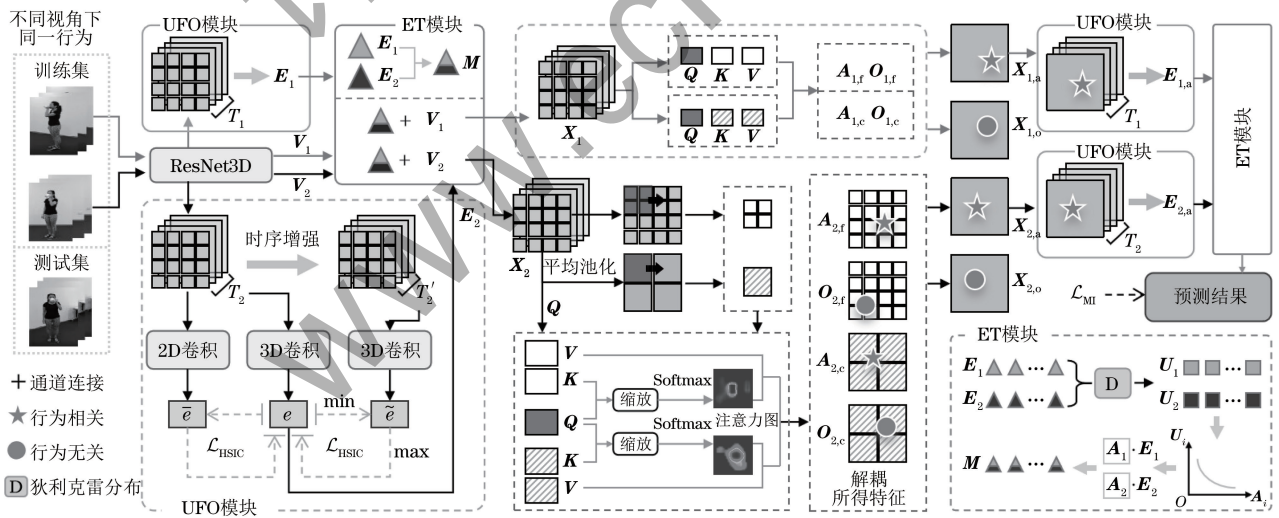 不同视角下
同一行为
训练集
测试集
通道连接
行为相关
行为无关
D 狄利克雷分布
UFO模块
E₁
T₁
ResNet3D
V₁
V₂
ET模块
E₁
E₂
M
+ V₁
+ V₂
E₂
时序增强
T₂
T₂′
2D卷积
3D卷积
3D卷积
e̅
e
ẽ
min
max
ℒ_HSIC
ℒ_HSIC
UFO模块
X₁
Q K V
Q K V
A₁,f O₁,f
A₁,c O₁,c
X₂
平均池化
Q
V
K
Q
K
V
缩放
缩放
Softmax
Softmax
注意力图
A₂,f
O₂,f
A₂,c
O₂,c
解耦
所得特征
X₁,a
X₁,o
X₂,a
X₂,o
UFO模块
E₁,a
T₁
UFO模块
E₂,a
T₂
ET模块
ℒ_MI
预测结果
ET模块
E₁ … D U₁ …
E₂ … U₂ …
M … A₁·E₁
A₂·E₂
Uᵢ
O
Aᵢ
www.ec